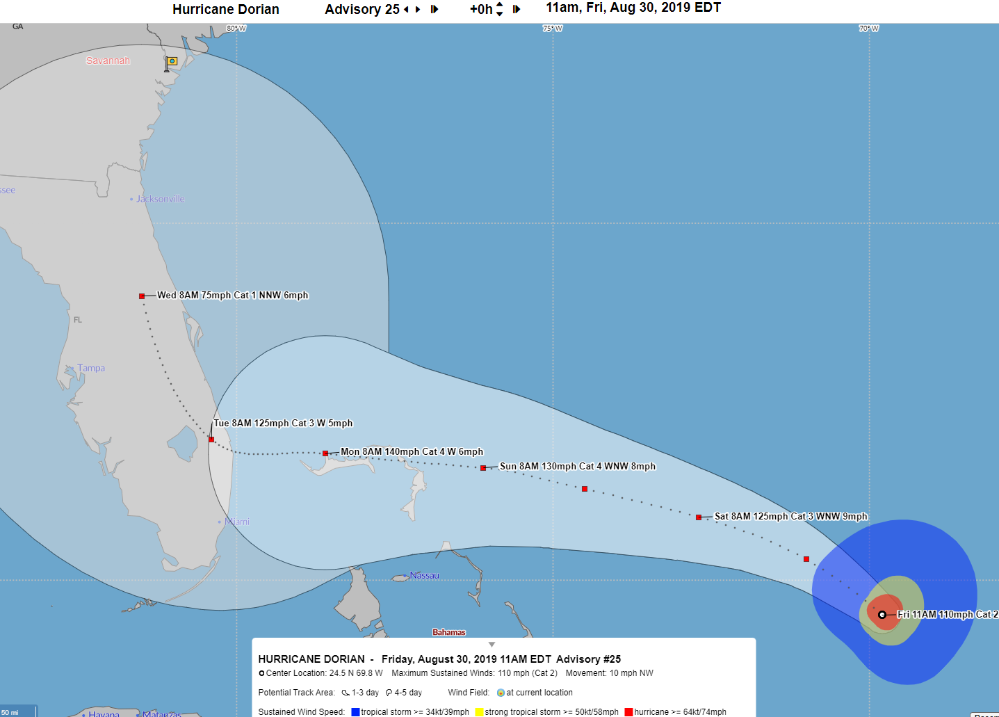 Hurricane Dorian Advisory 25 +0h 11am, Fri, Aug 30, 2019 EDT
GA
80° W 75° W 70° W
Savannah
ssee
Jacksonville
Wed 8AM 75mph Cat 1 NNW 6mph
FL
Tampa
Tue 8AM 125mph Cat 3 W 5mph
Mon 8AM 140mph Cat 4 W 6mph
Sun 8AM 130mph Cat 4 WNW 8mph
Sat 8AM 125mph Cat 3 WNW 9mph
Miami
Nassau
Fri 11AM 110mph Cat 2
Bahamas
HURRICANE DORIAN - Friday, August 30, 2019 11AM EDT Advisory #25
Center Location: 24.5 N 69.8 W Maximum Sustained Winds: 110 mph (Cat 2) Movement: 10 mph NW
Potential Track Area: 1-3 day 4-5 day Wind Field: at current location
Sustained Wind Speed: tropical storm >= 34kt/39mph strong tropical storm >= 50kt/58mph hurricane >= 64kt/74mph
50 mi
Havana
Matanzas